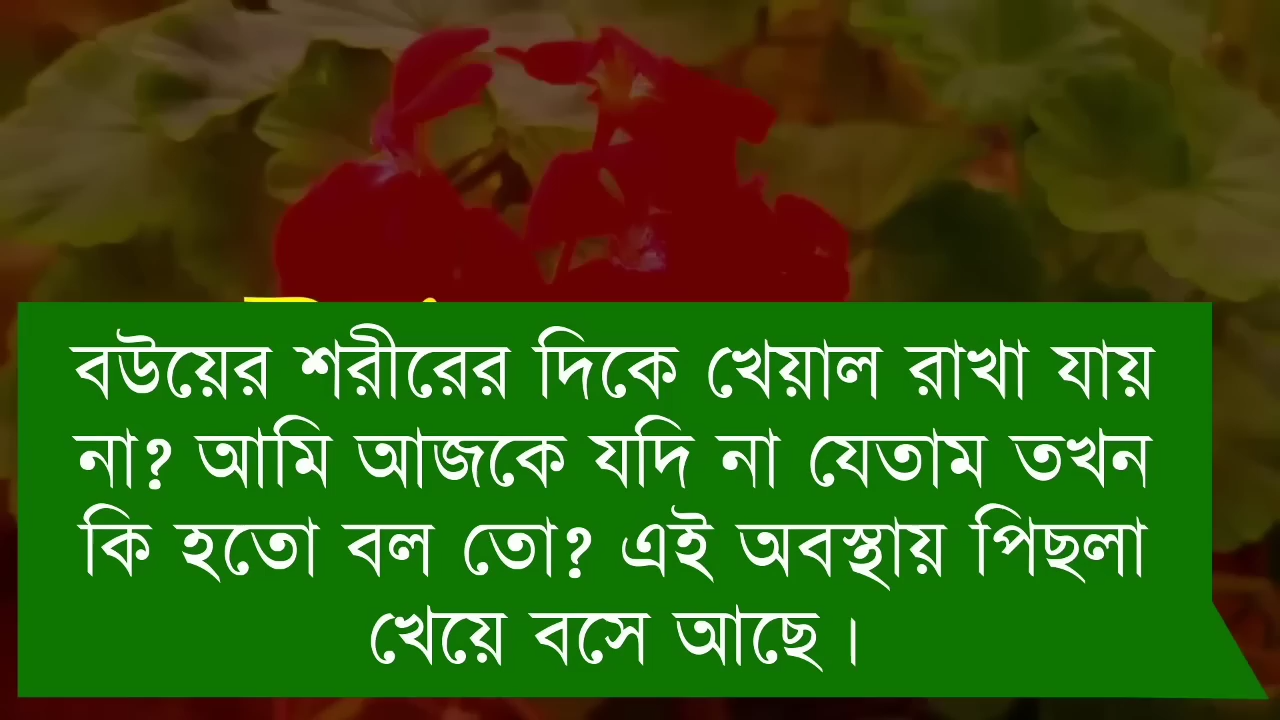 বউয়ের শরীরের দিকে খেয়াল রাখা যায়
না? আমি আজকে যদি না যেতাম তখন
কি হতো বল তো? এই অবস্থায় পিছলা
খেয়ে বসে আছে।